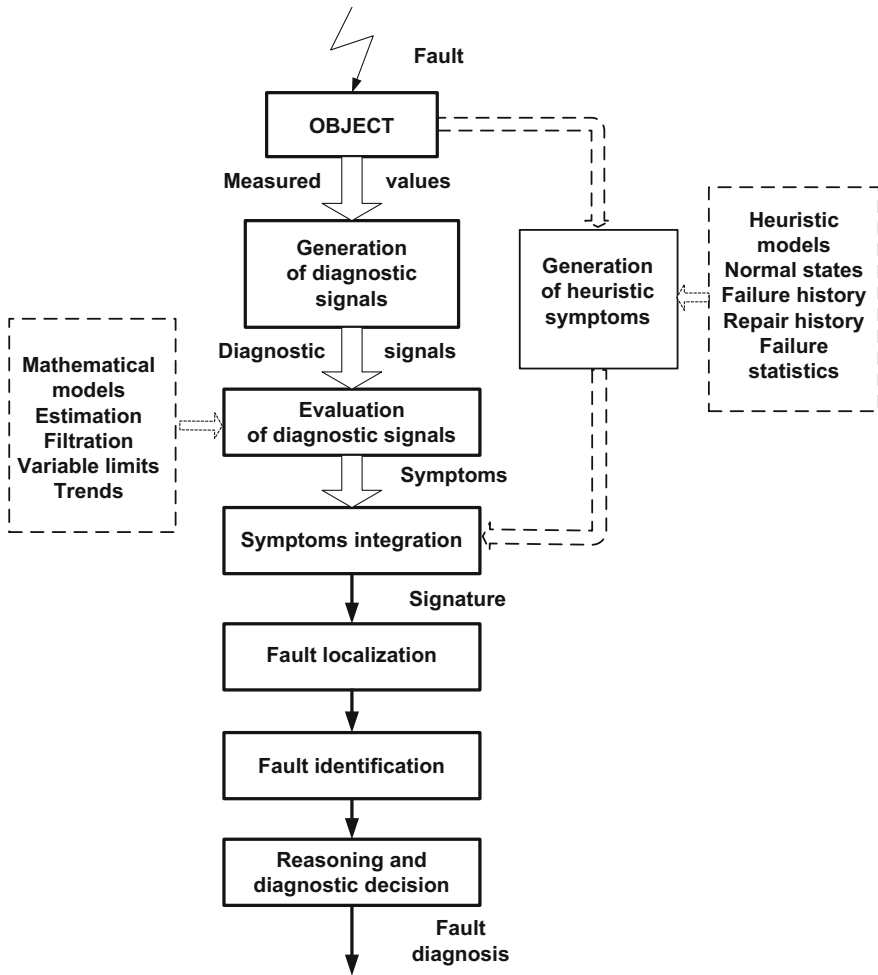 Fault
OBJECT
Measured values
Generation
of diagnostic
signals
Generation
of heuristic
symptoms
Heuristic
models
Normal states
Failure history
Repair history
Failure
statistics
Diagnostic signals
Mathematical
models
Estimation
Filtration
Variable limits
Trends
Evaluation
of diagnostic signals
Symptoms
Symptoms integration
Signature
Fault localization
Fault identification
Reasoning and
diagnostic decision
Fault
diagnosis